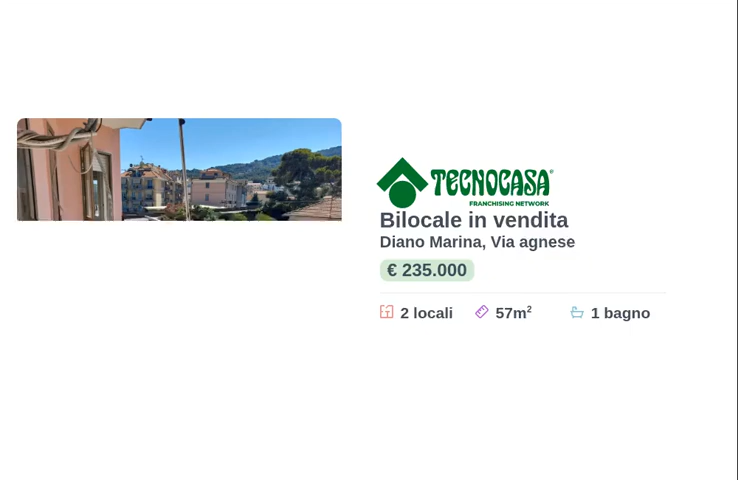 TECNOCASA®
FRANCHISING NETWORK
Bilocale in vendita
Diano Marina, Via agnese
€ 235.000
2 locali 57m² 1 bagno